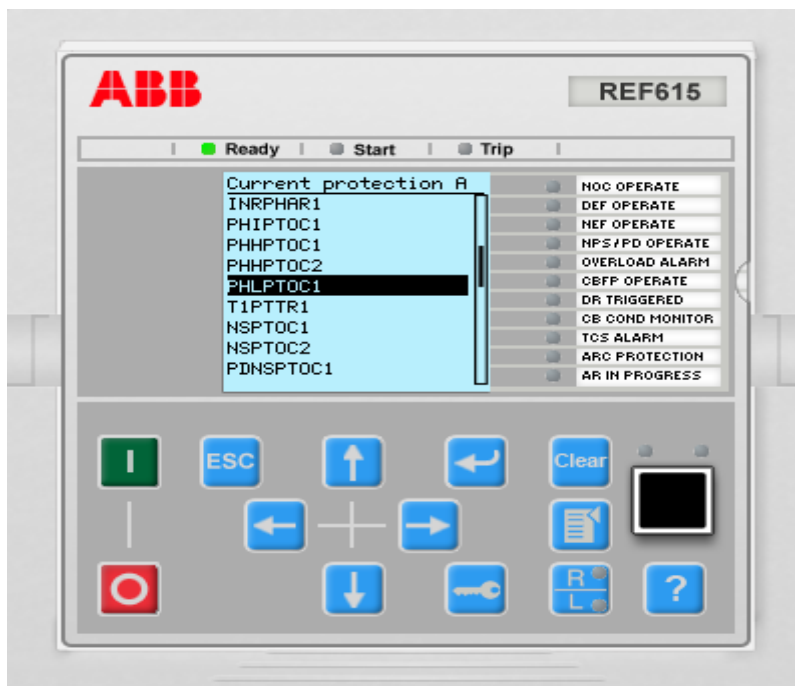 ABB
REF615
Ready
Start
Trip
Current protection A
INRPHAR1
PHIPTOC1
PHHPTOC1
PHHPTOC2
PHLPTOC1
T1PTTR1
NSPTOC1
NSPTOC2
PDNSPTOC1
NOC OPERATE
DEF OPERATE
NEF OPERATE
NPS/PD OPERATE
OVERLOAD ALARM
CBFP OPERATE
DR TRIGGERED
CB COND MONITOR
TCS ALARM
ARC PROTECTION
AR IN PROGRESS
I
ESC
Clear
O
R
L
?